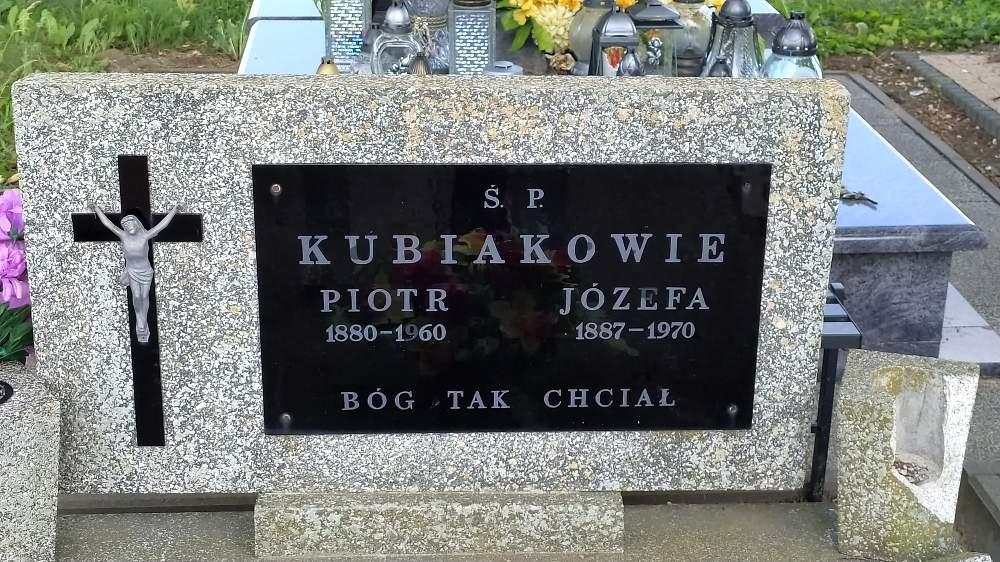 Ś. P.
KUBIAKOWIE
PIOTR JÓZEFA
1880-1960 1887-1970
BÓG TAK CHCIAŁ